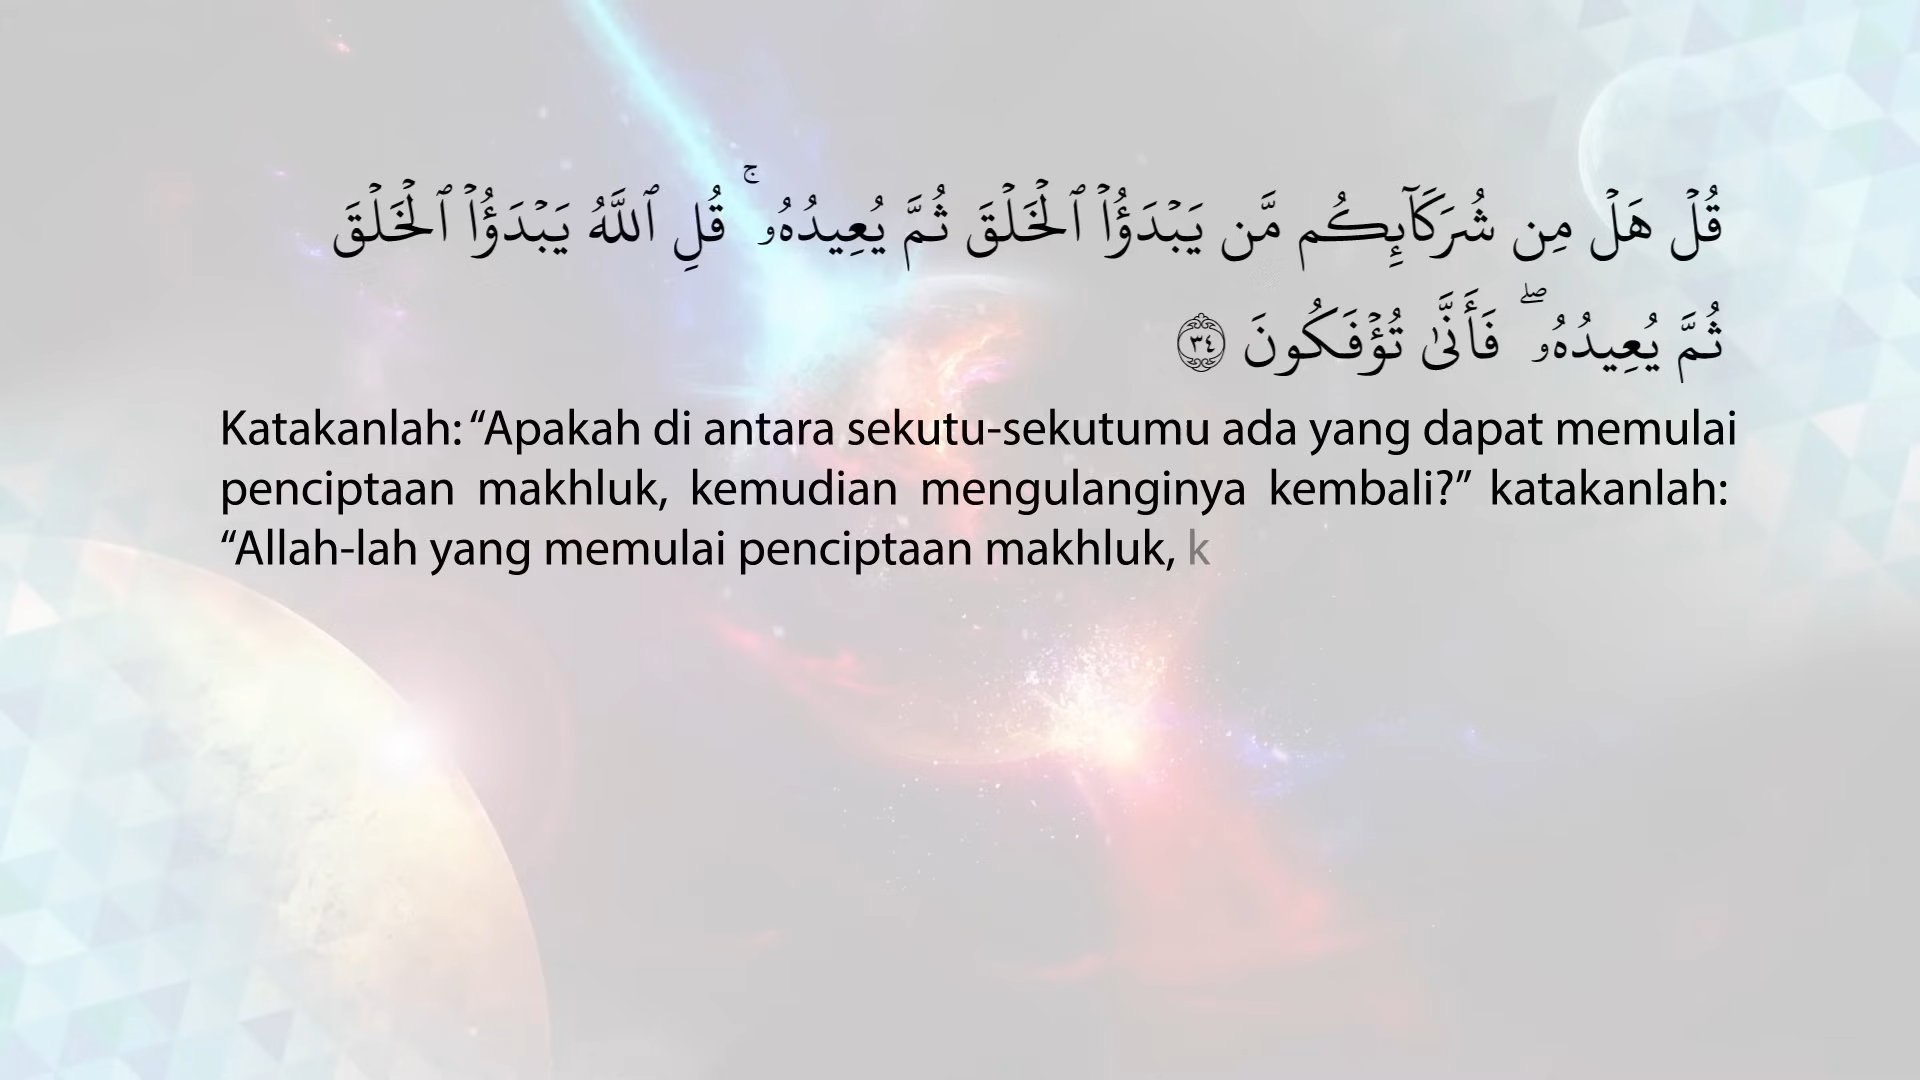 قُلْ هَلْ مِن شُرَكَآئِكُم مَّن يَبْدَؤُا۟ ٱلْخَلْقَ ثُمَّ يُعِيدُهُۥ ۚ قُلِ ٱللَّهُ يَبْدَؤُا۟ ٱلْخَلْقَ
ثُمَّ يُعِيدُهُۥ ۖ فَأَنَّىٰ تُؤْفَكُونَ ٣٤
Katakanlah: “Apakah di antara sekutu-sekutumu ada yang dapat memulai
penciptaan makhluk, kemudian mengulanginya kembali?” katakanlah:
“Allah-lah yang memulai penciptaan makhluk, k